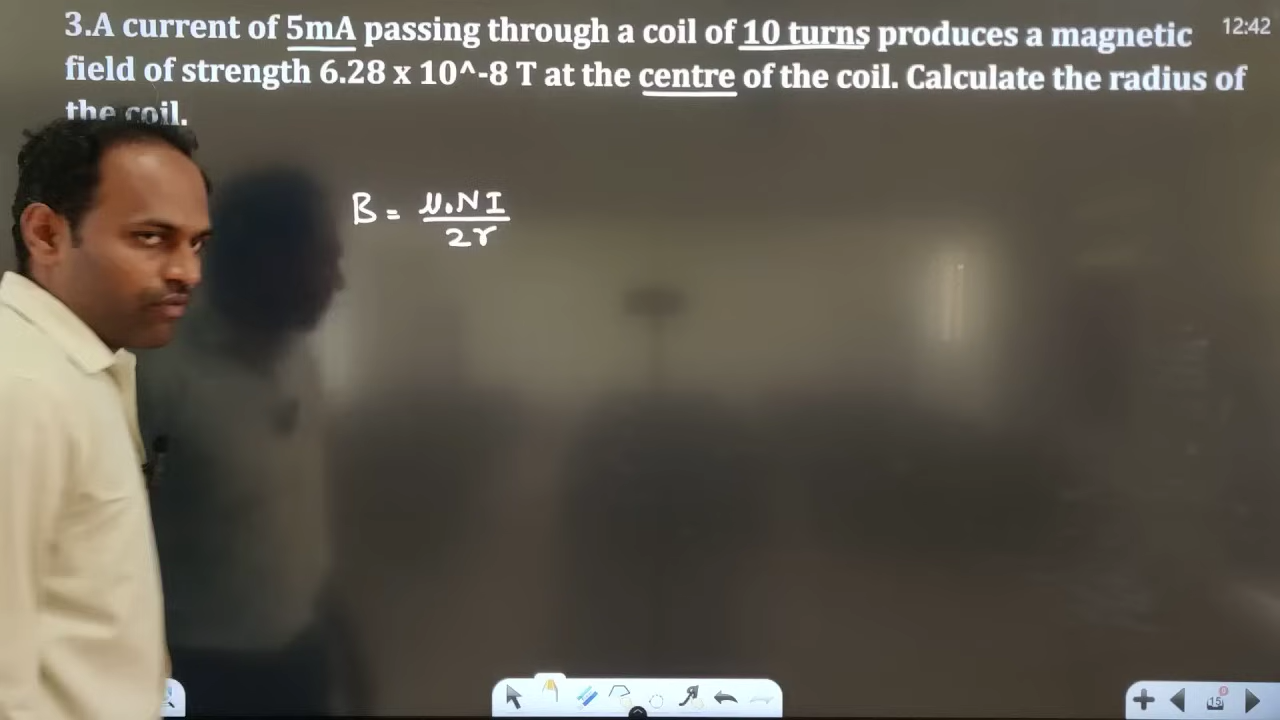 3.A current of 5mA passing through a coil of 10 turns produces a magnetic
12:42
field of strength 6.28 x 10^-8 T at the centre of the coil. Calculate the radius of
the coil.
B = μ₀NI / 2r